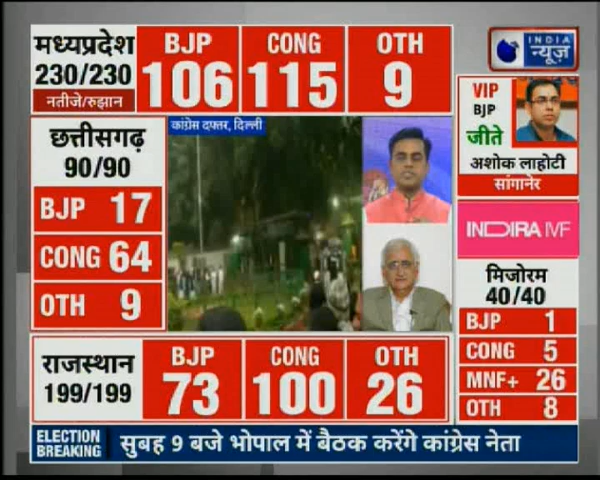 मध्यप्रदेश
230/230
नतीजे/रुझान
BJP
106
CONG
115
OTH
9
INDIA
न्यूज़
छत्तीसगढ़
90/90
BJP 17
CONG 64
OTH 9
कांग्रेस दफ्तर, दिल्ली
VIP
BJP
जीते
अशोक लाहोटी
सांगानेर
INDIRA IVF
मिजोरम
40/40
BJP 1
CONG 5
MNF+ 26
OTH 8
राजस्थान
199/199
BJP
73
CONG
100
OTH
26
ELECTION
BREAKING
सुबह 9 बजे भोपाल में बैठक करेंगे कांग्रेस नेता